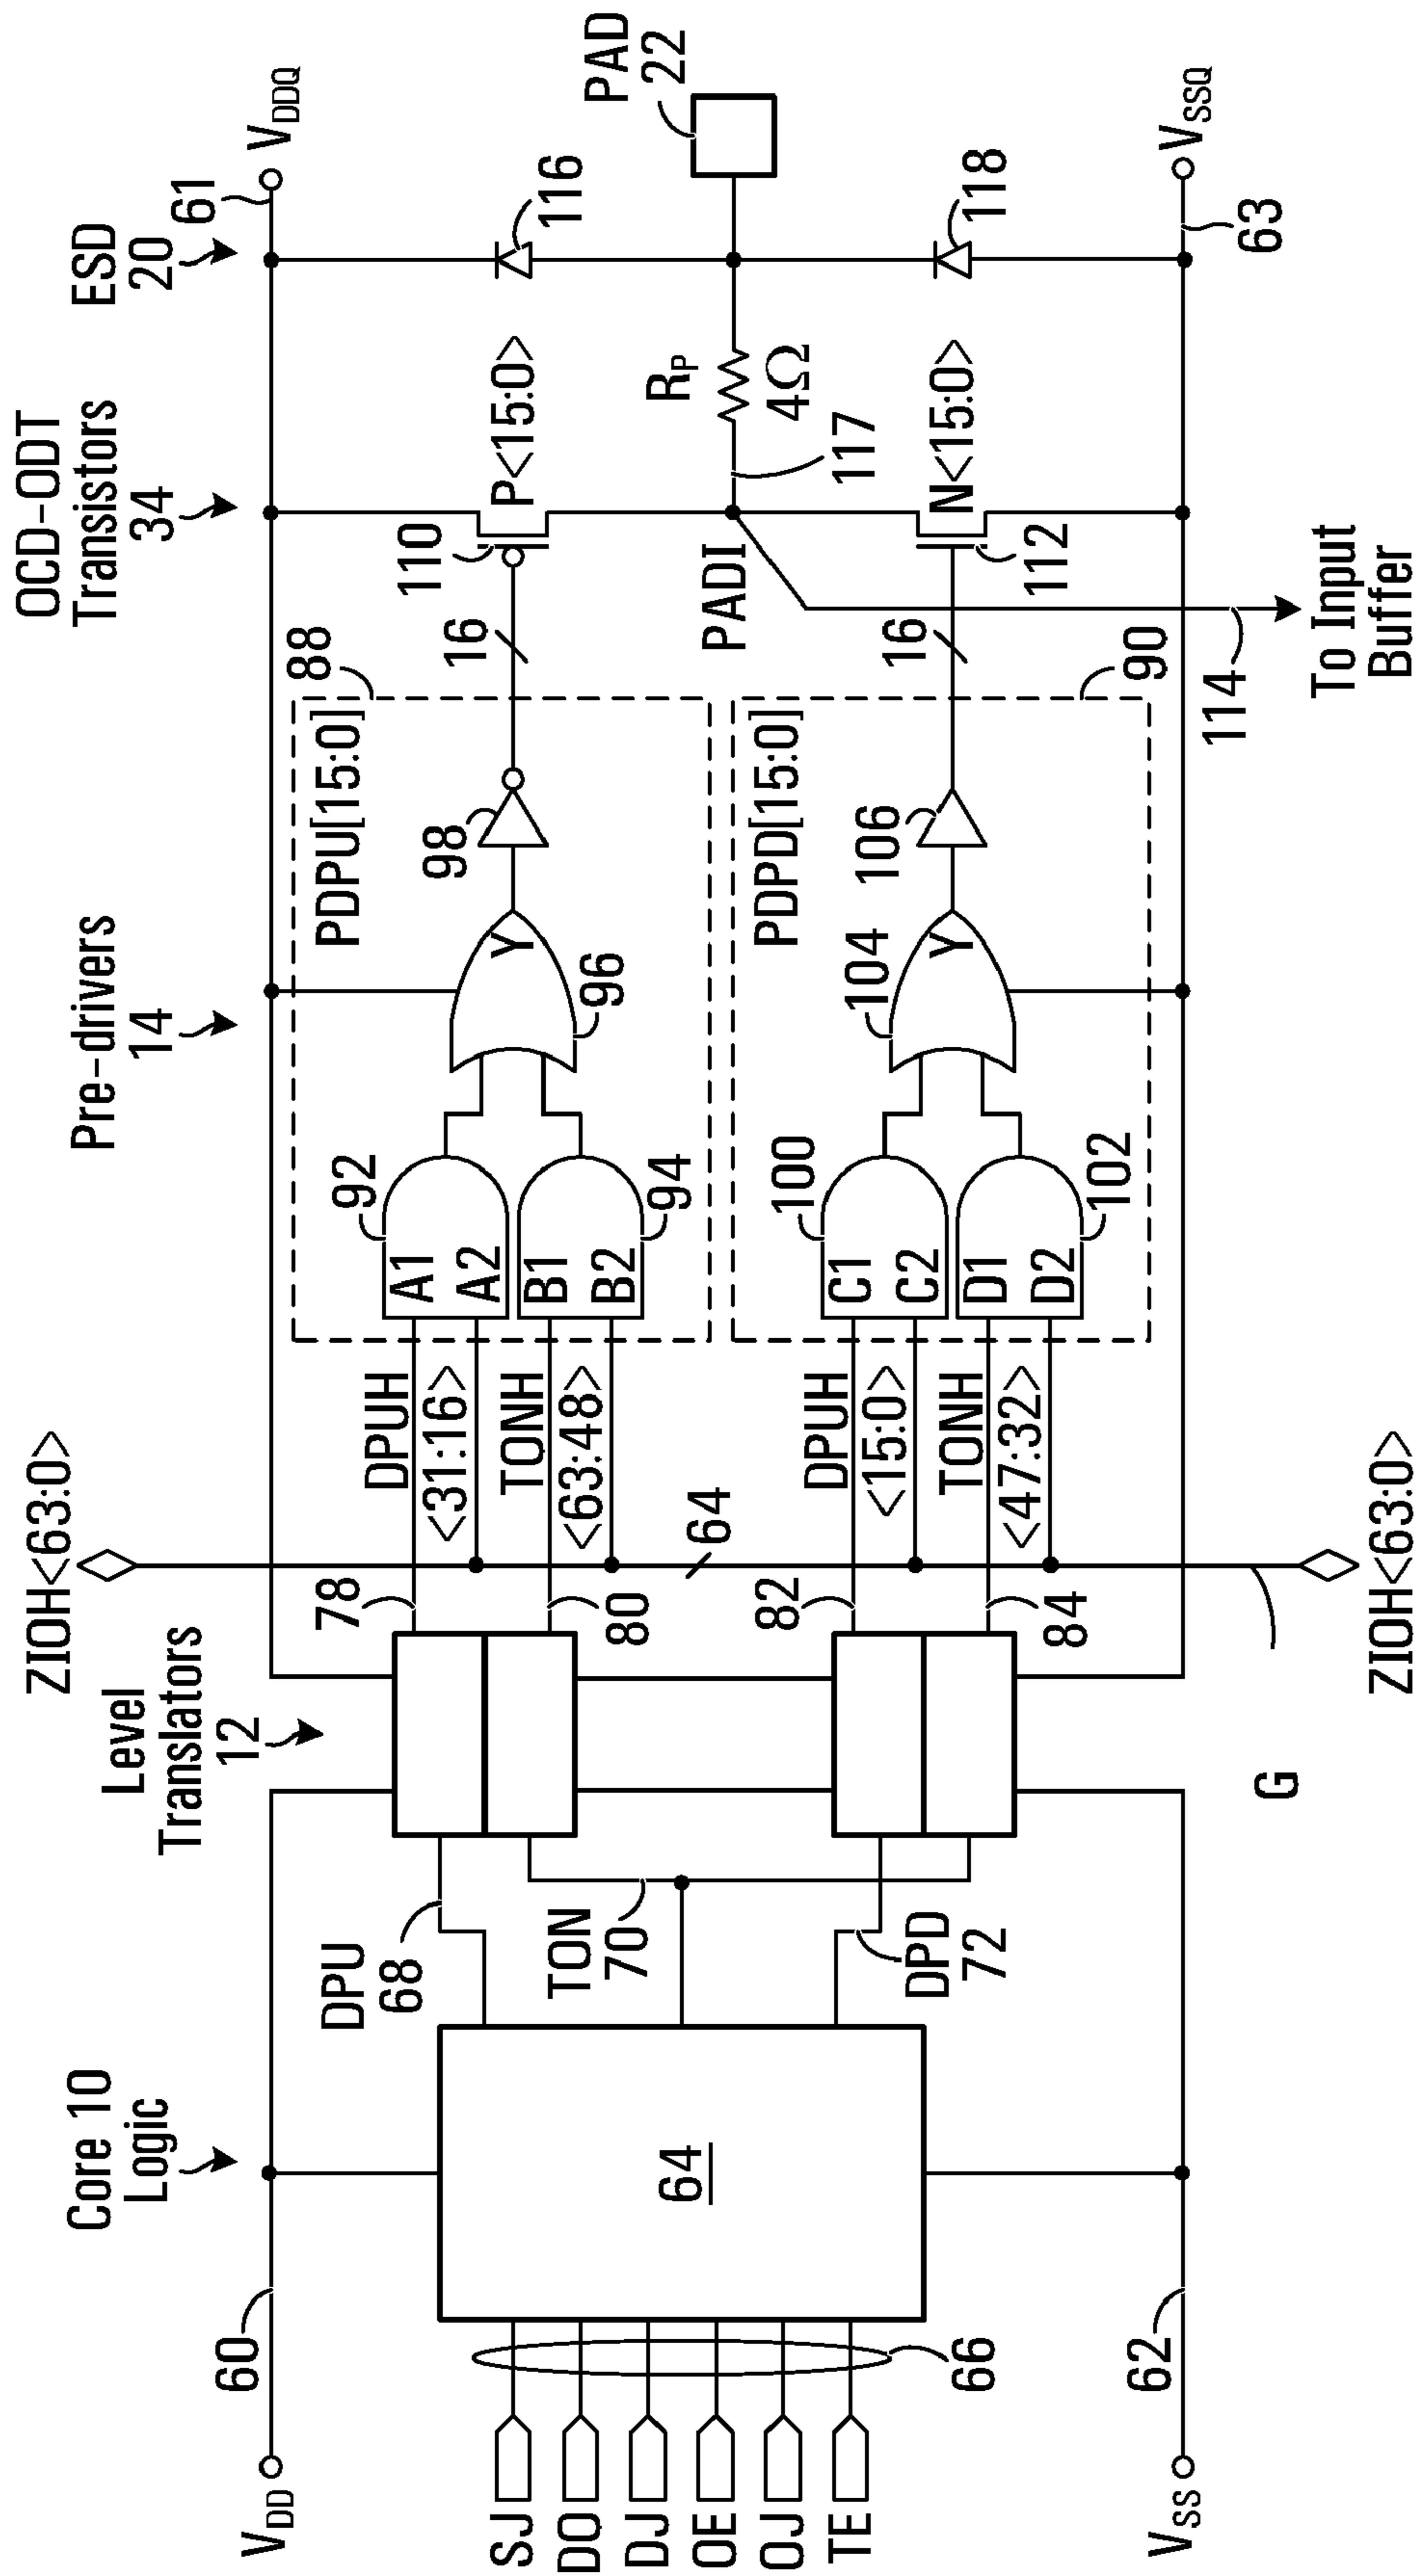 Core 10
Logic
Level
Translators
12
ZIOH<63:0>
Pre-drivers
14
OCD-ODT
Transistors
34
ESD
20
VDD
60
61
VDDQ
SJ
DO
DJ
OE
OJ
TE
66
64
DPU
68
TON
70
DPD
72
78
80
82
84
64
DPUH
<31:16>
TONH
<63:48>
DPUH
<15:0>
TONH
<47:32>
88
PDPU[15:0]
A1
A2
92
B1
B2
94
Y
96
98
16
110
P<15:0>
PDPD[15:0]
C1
C2
100
D1
D2
102
104
Y
106
90
16
PADI
112
N<15:0>
117
RP
4Ω
116
118
PAD
22
VSS
62
63
VSSQ
G
ZIOH<63:0>
114
To Input
Buffer